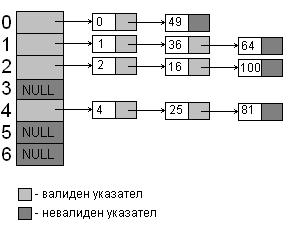 0 0 49
1 1 36 64
2 2 16 100
3 NULL
4 4 25 81
5 NULL
6 NULL
- валиден указател
- невалиден указател